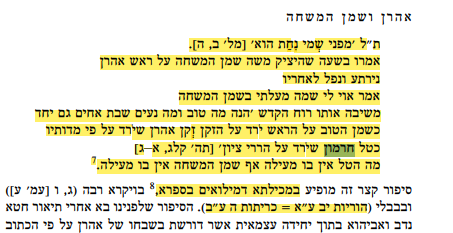 אהרן ושמן המשחה
ת״ל ׳מפני שְמי נִחַת הוא׳ [מל׳ ב, ה].
אמרו בשעה שהיציק משה שמן המשחה על ראש אהרן
נירתע ונפל לאחריו
אמר אוי לי שמה מעלתי בשמן המשחה
משיבה אותו רוח הקדש ׳הנה מה טוב ומה נעים שבת אחים גם יחד
כשמן הטוב על הראש ירד על הזקן זְקן אהרן שירד על פי מדותיו
כטל חרמון שירד על הררי ציון׳ [תה׳ קלג, א–ג]
מה הטל אין בו מעילה אף שמן המשחה אין בו מעילה.7
סיפור קצר זה מופיע במכילתא דמילואים בספרא,8 בויקרא רבה (ג, ו [עמ׳ ע])
ובבבלי (הוריות יב ע״א = כריתות ה ע״ב). הסיפור שלפנינו בא אחרי תיאור חטא
נדב ואביהוא בתוך יחידה עצמאית אשר דורשת בשבחו של אהרן על פי הכתוב